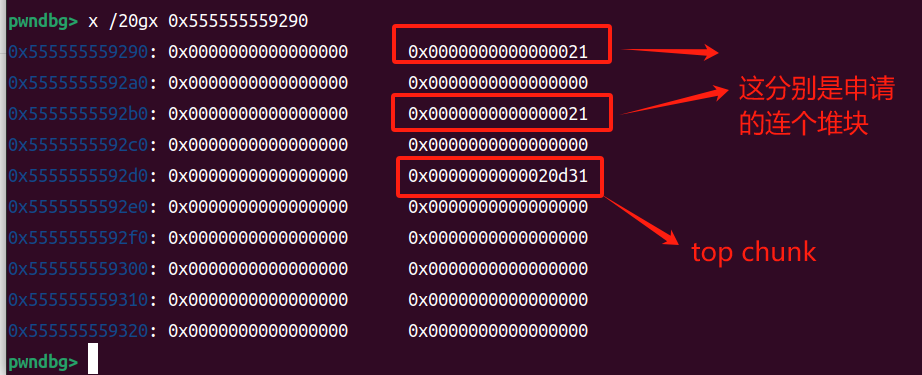 pwndbg> x /20gx 0x555555559290
0x555555559290: 0x0000000000000000 0x0000000000000021
0x5555555592a0: 0x0000000000000000 0x0000000000000000
0x5555555592b0: 0x0000000000000000 0x0000000000000021
0x5555555592c0: 0x0000000000000000 0x0000000000000000
0x5555555592d0: 0x0000000000000000 0x0000000000020d31
0x5555555592e0: 0x0000000000000000 0x0000000000000000
0x5555555592f0: 0x0000000000000000 0x0000000000000000
0x555555559300: 0x0000000000000000 0x0000000000000000
0x555555559310: 0x0000000000000000 0x0000000000000000
0x555555559320: 0x0000000000000000 0x0000000000000000
pwndbg>
这分别是申请
的连个堆块
top chunk